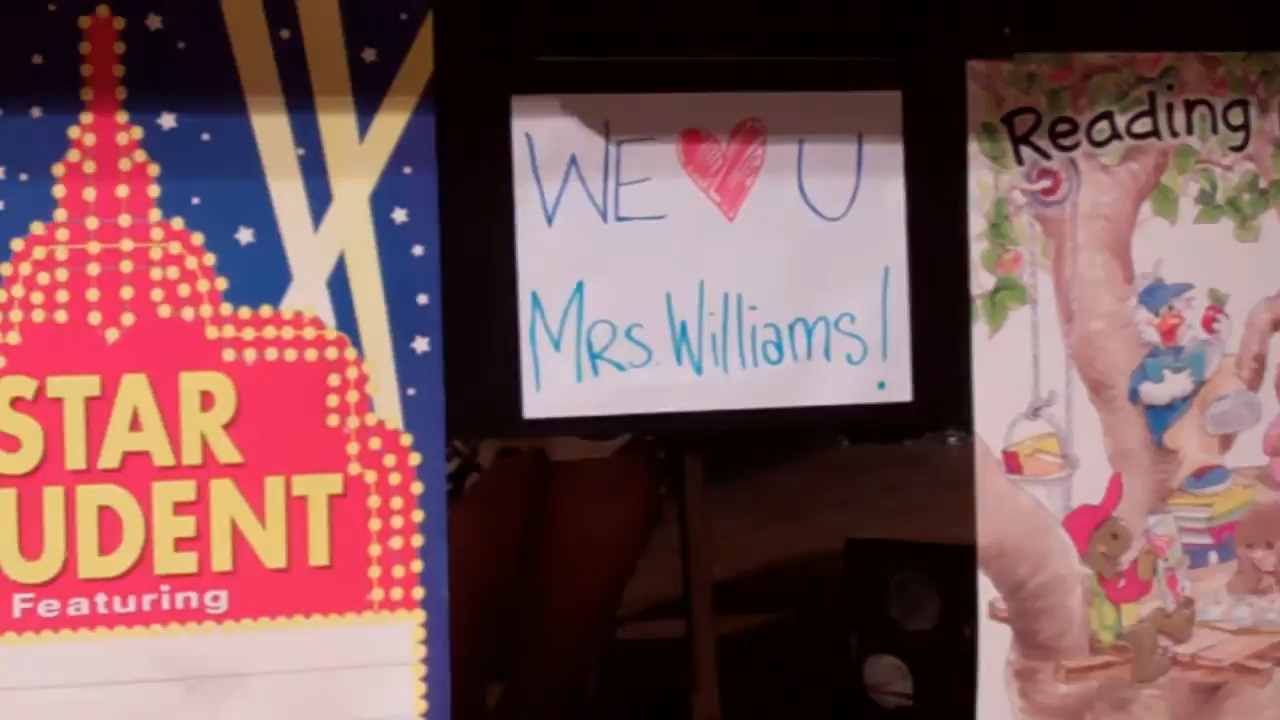 STAR
UDENT
Featuring
WE ❤ U
Mrs. Williams!
Reading